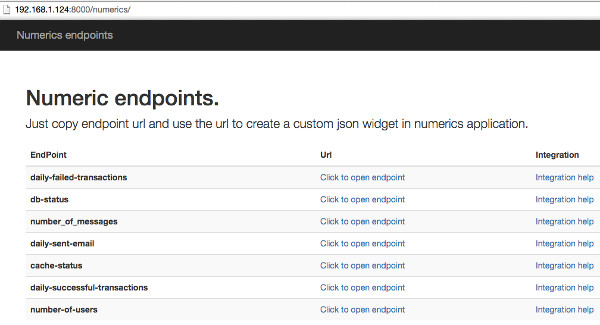 192.168.1.124:8000/numerics/
Numerics endpoints
Numeric endpoints.
Just copy endpoint url and use the url to create a custom json widget in numerics application.
EndPoint Url Integration
daily-failed-transactions Click to open endpoint Integration help
db-status Click to open endpoint Integration help
number_of_messages Click to open endpoint Integration help
daily-sent-email Click to open endpoint Integration help
cache-status Click to open endpoint Integration help
daily-successful-transactions Click to open endpoint Integration help
number-of-users Click to open endpoint Integration help